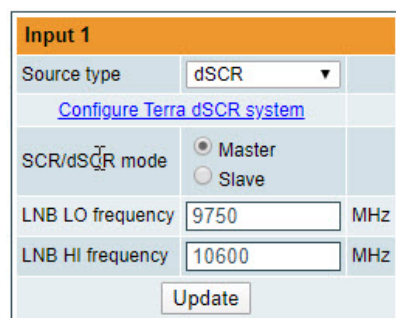 Input 1
Source type dSCR
Configure Terra dSCR system
SCR/dSCR mode Master
Slave
LNB LO frequency 9750 MHz
LNB HI frequency 10600 MHz
Update